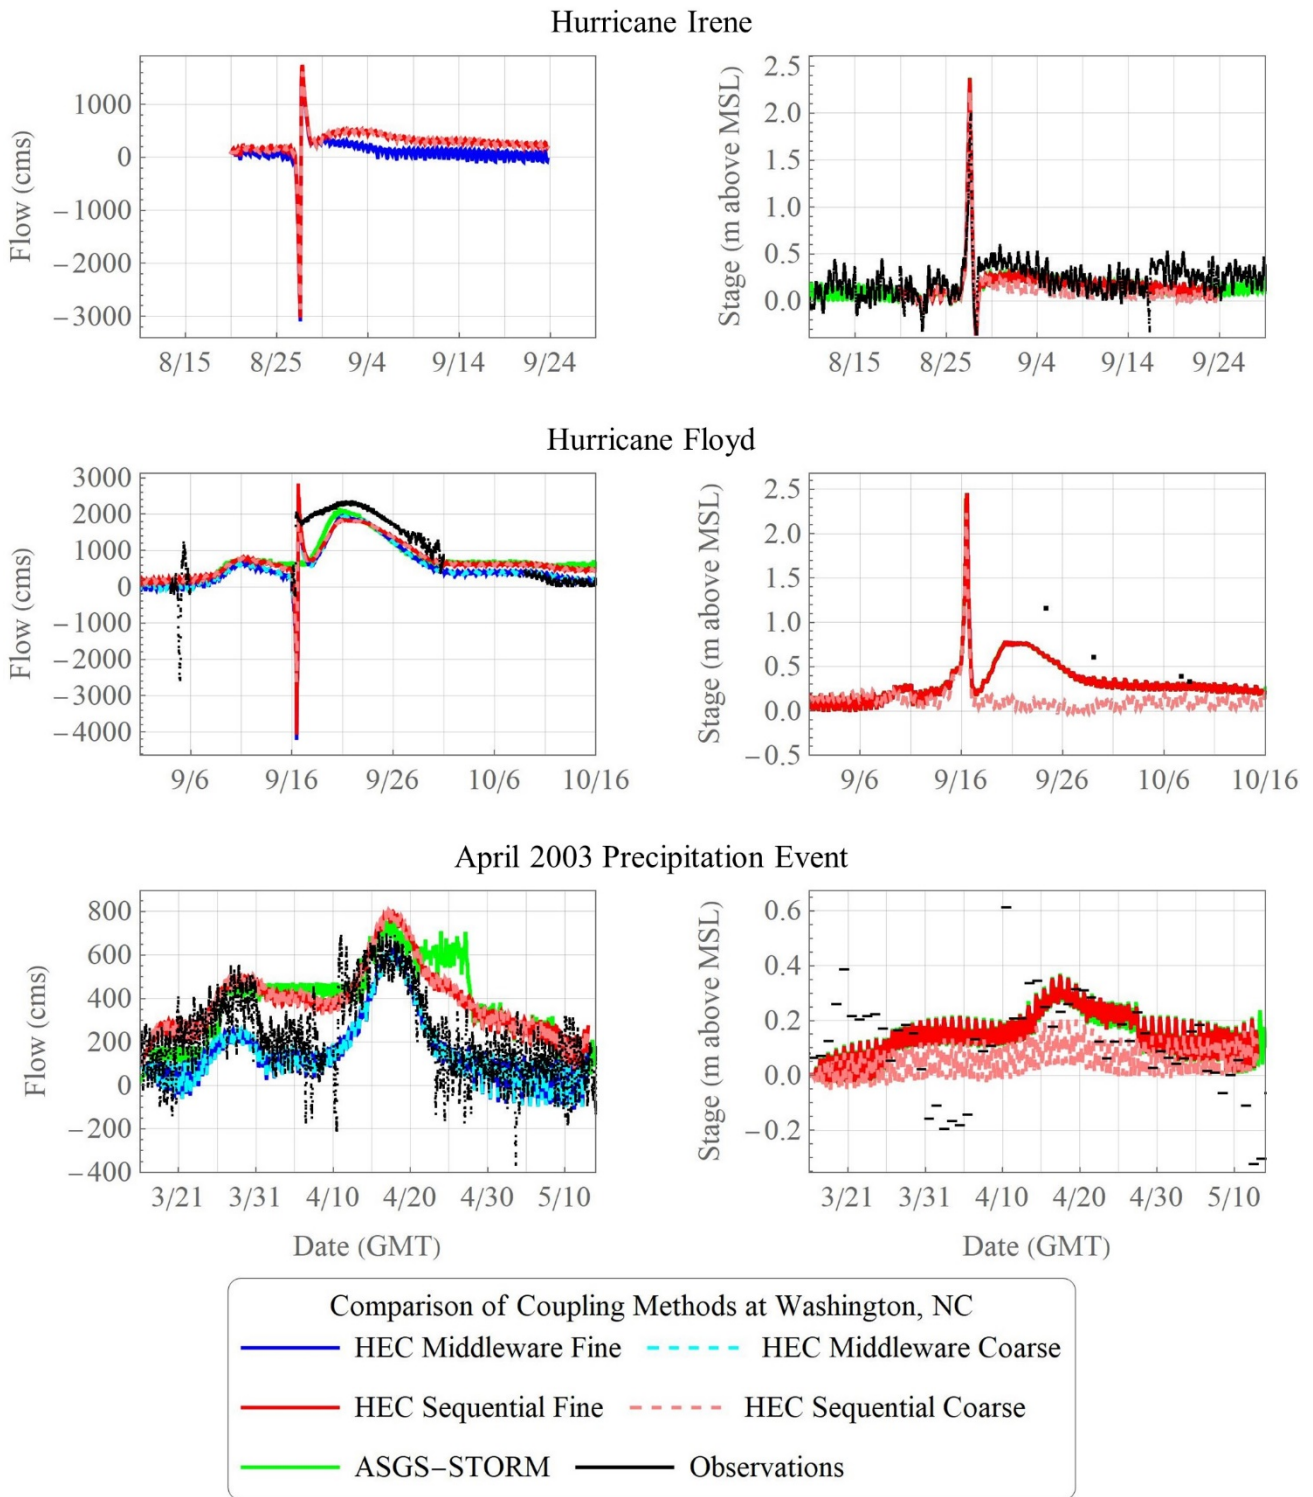 Hurricane Irene
Flow (cms)
1000
0
−1000
−2000
−3000
8/15 8/25 9/4 9/14 9/24
Stage (m above MSL)
2.5
2.0
1.5
1.0
0.5
0.0
8/15 8/25 9/4 9/14 9/24
Hurricane Floyd
Flow (cms)
3000
2000
1000
0
−1000
−2000
−3000
−4000
9/6 9/16 9/26 10/6 10/16
Stage (m above MSL)
2.5
2.0
1.5
1.0
0.5
0.0
−0.5
9/6 9/16 9/26 10/6 10/16
April 2003 Precipitation Event
Flow (cms)
800
600
400
200
0
−200
−400
3/21 3/31 4/10 4/20 4/30 5/10
Date (GMT)
Stage (m above MSL)
0.6
0.4
0.2
0.0
−0.2
3/21 3/31 4/10 4/20 4/30 5/10
Date (GMT)
Comparison of Coupling Methods at Washington, NC
HEC Middleware Fine HEC Middleware Coarse
HEC Sequential Fine HEC Sequential Coarse
ASGS−STORM Observations